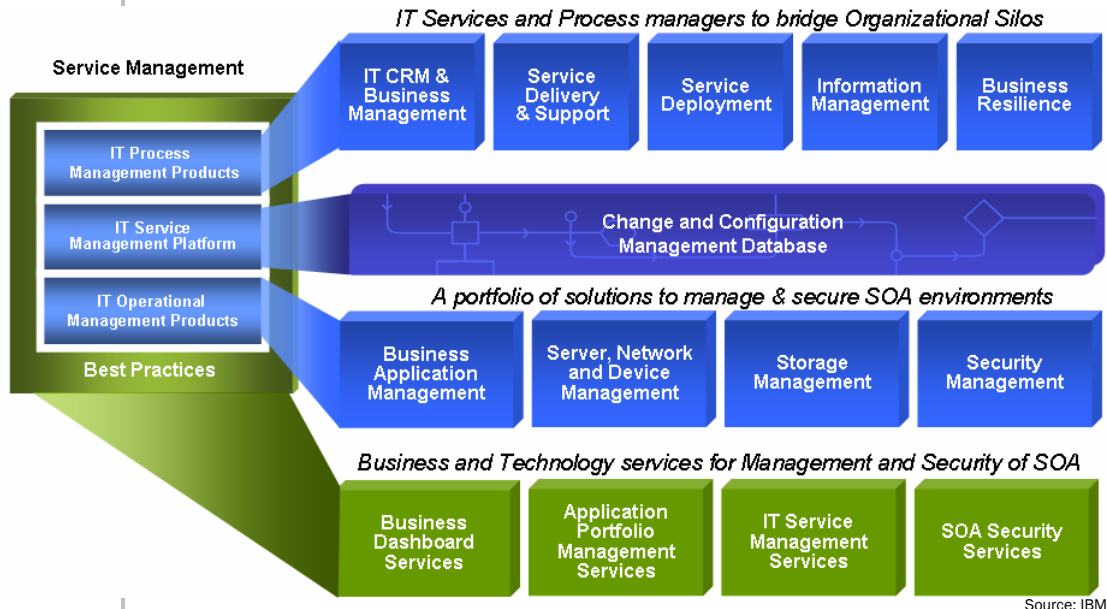 IT Services and Process managers to bridge Organizational Silos
Service Management
IT CRM &
Business
Management
Service
Delivery
& Support
Service
Deployment
Information
Management
Business
Resilience
IT Process
Management Products
IT Service
Management Platform
Change and Configuration
Management Database
IT Operational
Management Products
Best Practices
A portfolio of solutions to manage & secure SOA environments
Business
Application
Management
Server, Network
and Device
Management
Storage
Management
Security
Management
Business and Technology services for Management and Security of SOA
Business
Dashboard
Services
Application
Portfolio
Management
Services
IT Service
Management
Services
SOA Security
Services
Source: IBM